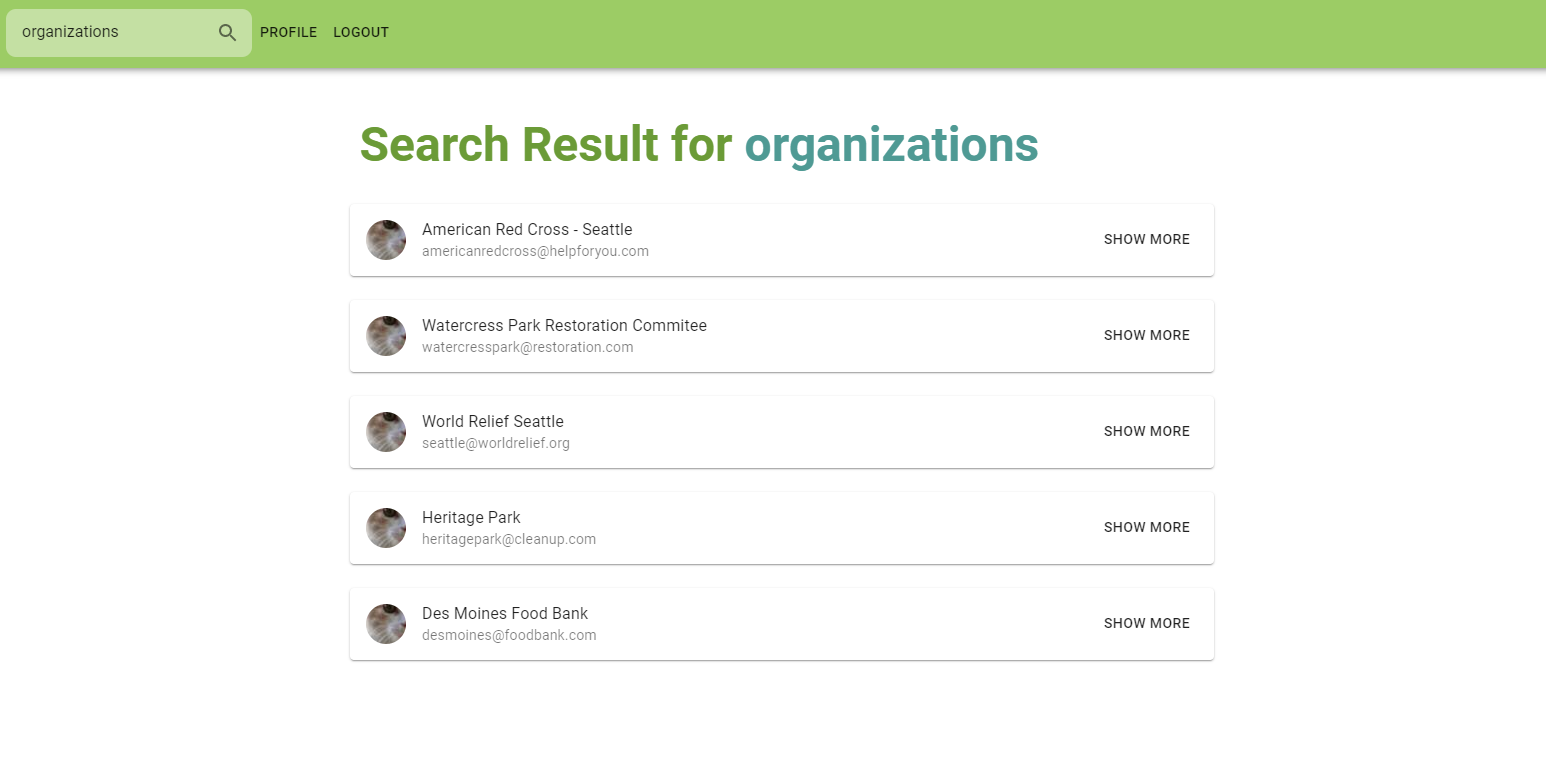 organizations PROFILE LOGOUT
Search Result for organizations
American Red Cross - Seattle
americanredcross@helpforyou.com
SHOW MORE
Watercress Park Restoration Commitee
watercresspark@restoration.com
SHOW MORE
World Relief Seattle
seattle@worldrelief.org
SHOW MORE
Heritage Park
heritagepark@cleanup.com
SHOW MORE
Des Moines Food Bank
desmoines@foodbank.com
SHOW MORE